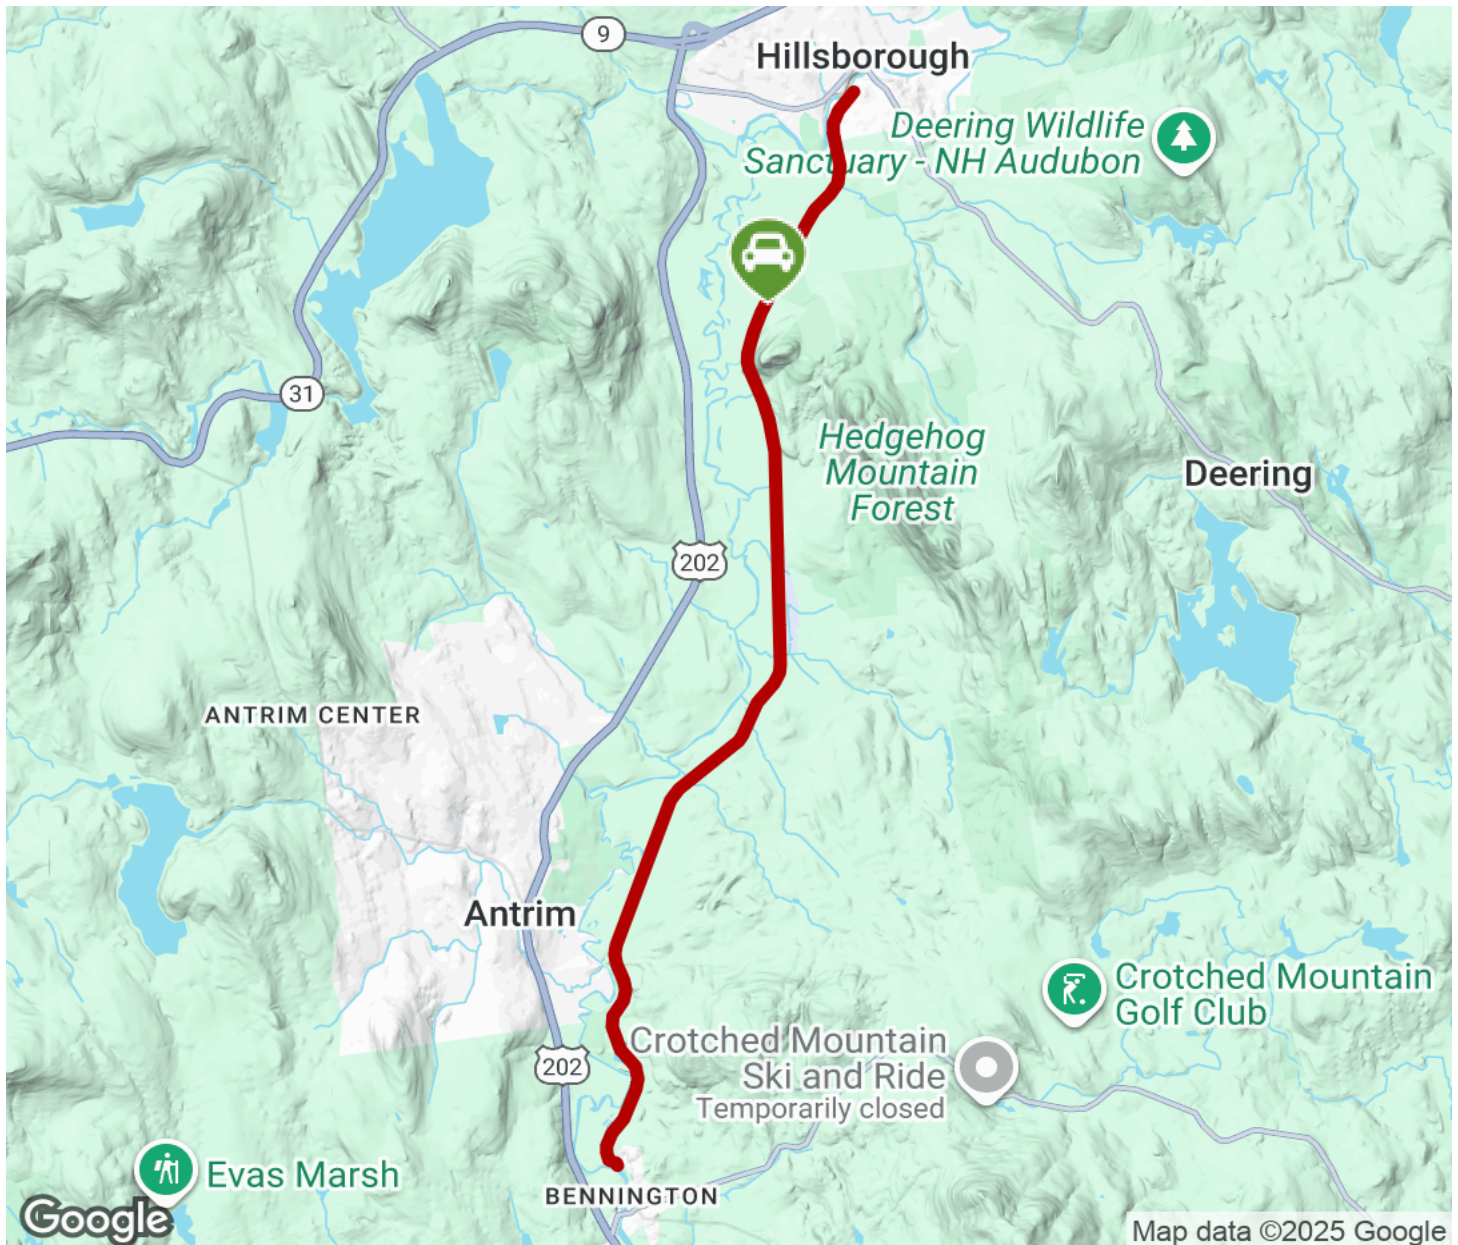 9
Hillsborough
Deering Wildlife
Sanctuary - NH Audubon
31
Hedgehog
Mountain
Forest
Deering
202
ANTRIM CENTER
Antrim
Crotched Mountain
Golf Club
Crotched Mountain
Ski and Ride
Temporarily closed
202
Evas Marsh
BENNINGTON
Google
Map data ©2025 Google